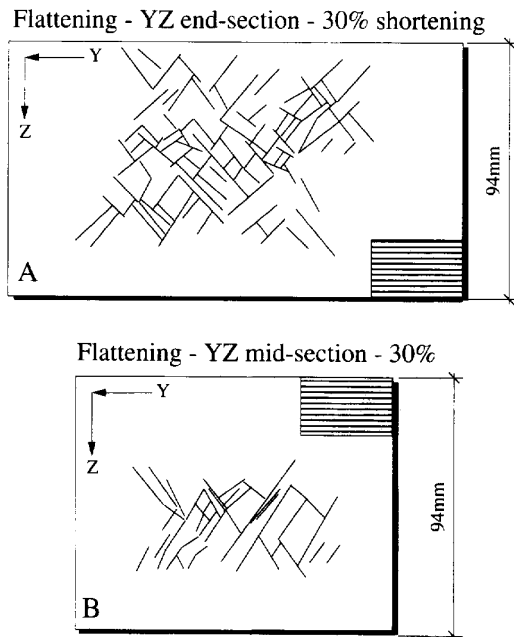 Flattening - YZ end-section - 30% shortening
Y
Z
94mm
A
Flattening - YZ mid-section - 30%
Y
Z
94mm
B